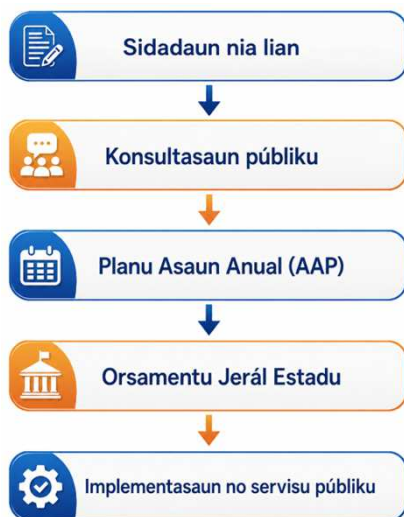 Sidadaun nia lian
Konsultasaun públiku
Planu Asaun Anual (AAP)
Orsamentu Jerál Estadu
Implementasaun no servisu públiku